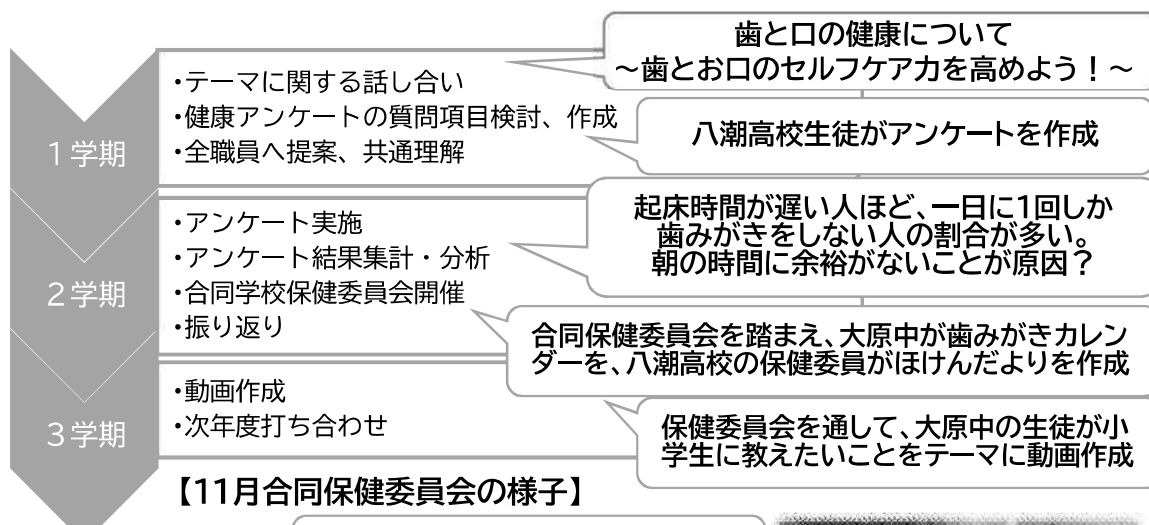 歯と口の健康について
～歯とお口のセルフケア力を高めよう！～
1学期
・テーマに関する話し合い
・健康アンケートの質問項目検討、作成
・全職員へ提案、共通理解
八潮高校生徒がアンケートを作成
2学期
・アンケート実施
・アンケート結果集計・分析
・合同学校保健委員会開催
・振り返り
起床時間が遅い人ほど、一日に1回しか
歯みがきをしない人の割合が多い。
朝の時間に余裕がないことが原因？
合同保健委員会を踏まえ、大原中が歯みがきカレン
ダーを、八潮高校の保健委員がほけんだよりを作成
3学期
・動画作成
・次年度打ち合わせ
保健委員会を通して、大原中の生徒が小
学生に教えたいことをテーマに動画作成
【11月合同保健委員会の様子】